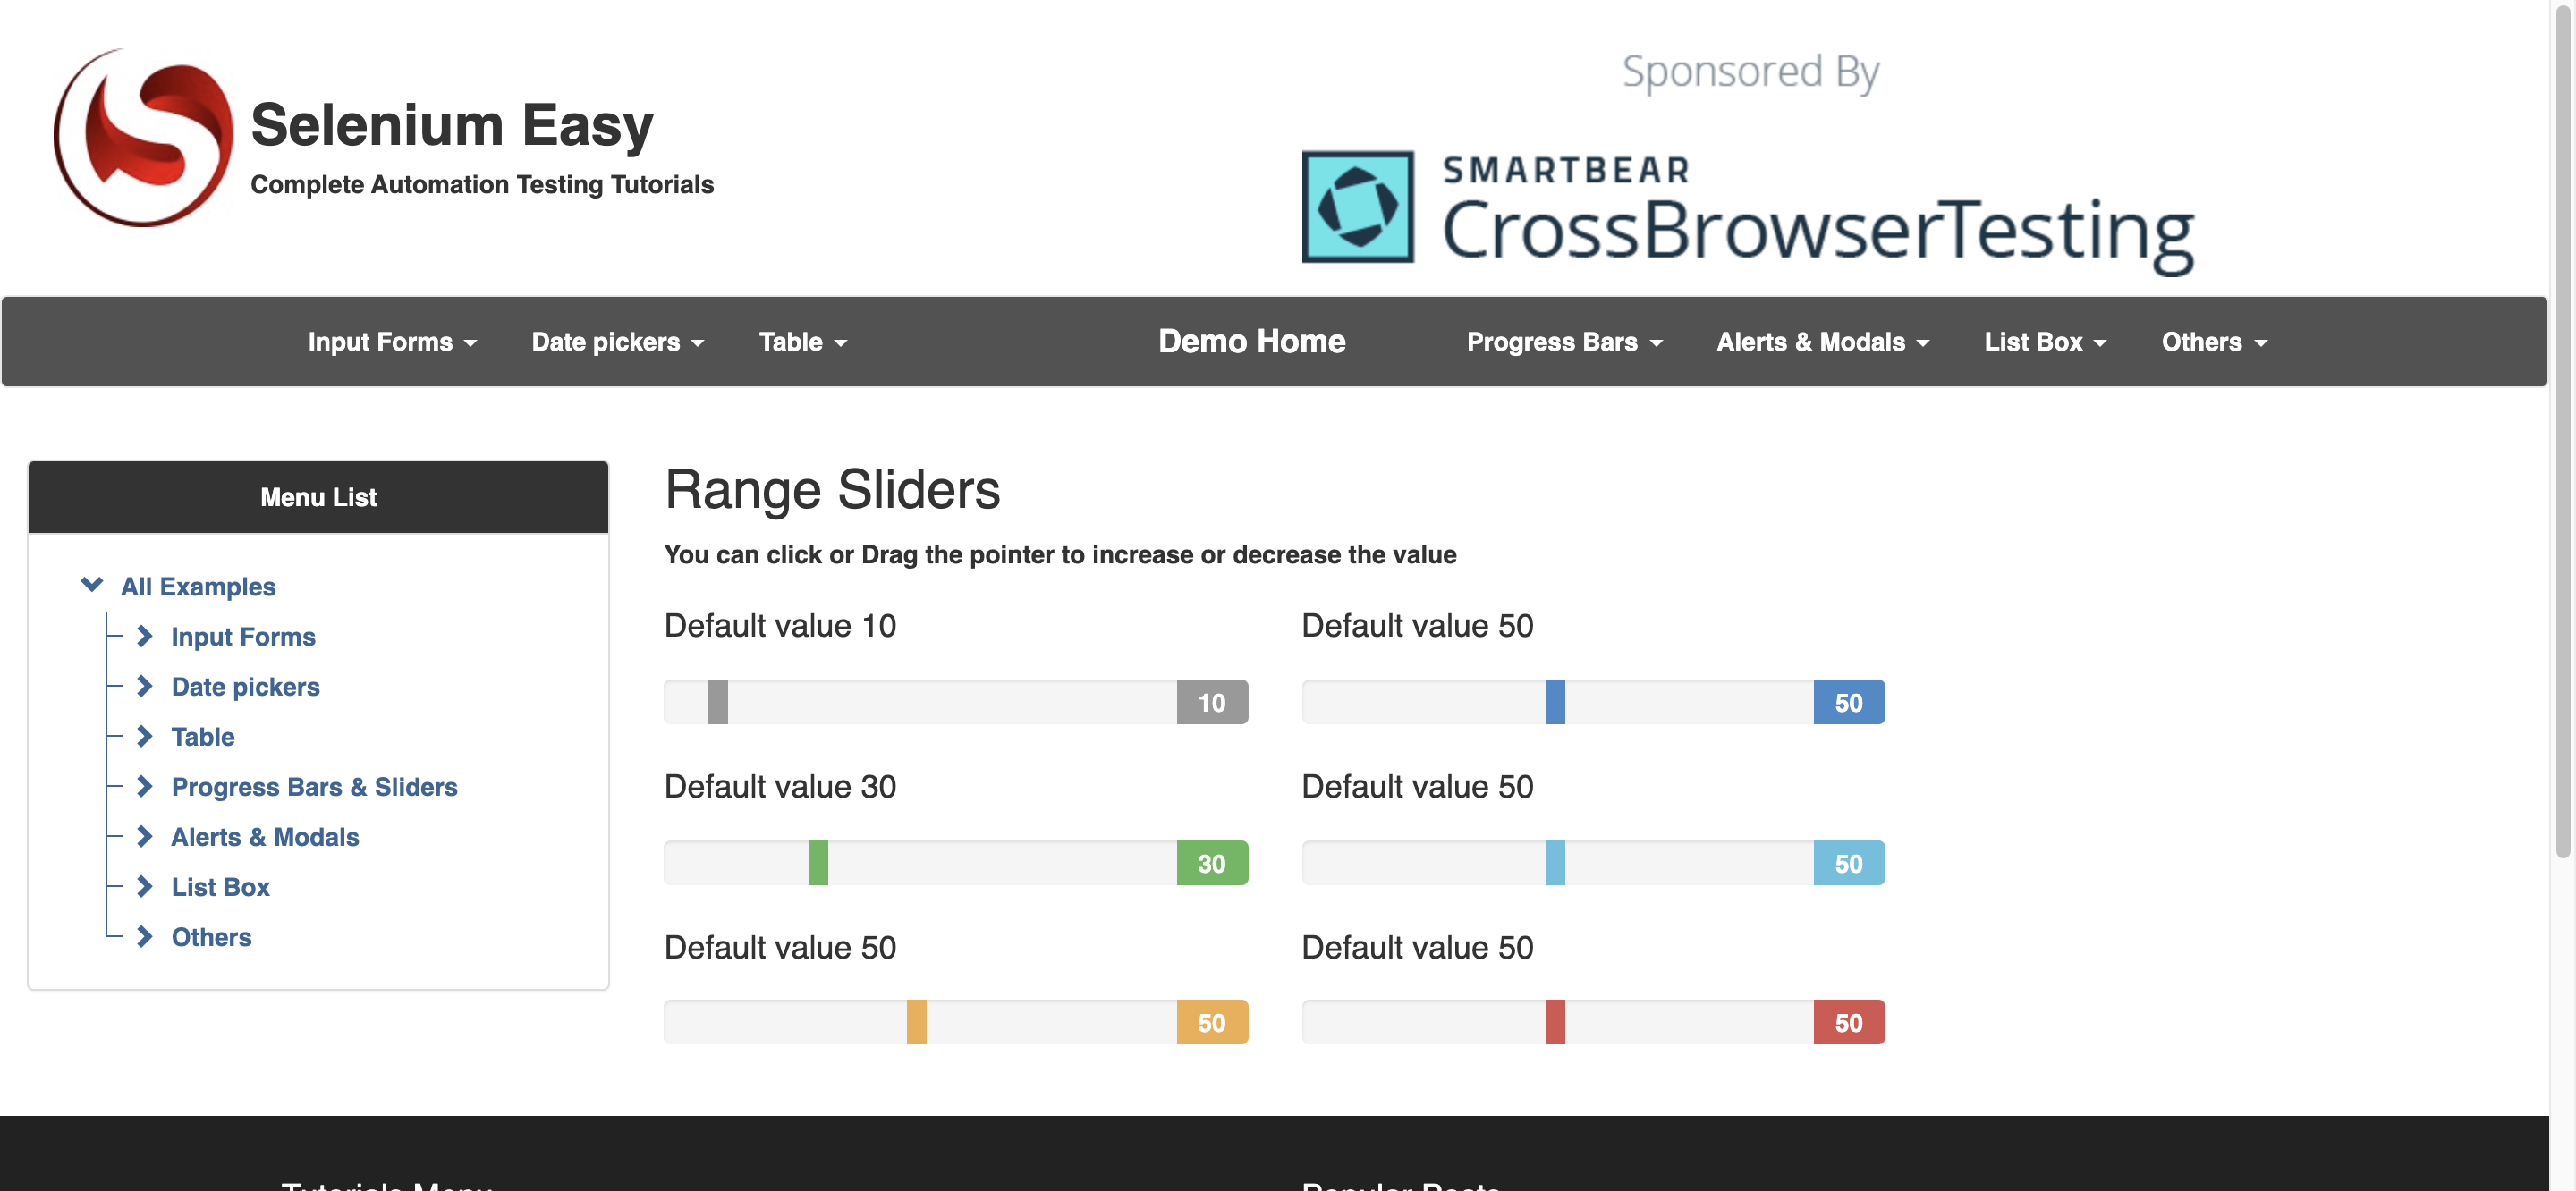 Sponsored By
Selenium Easy
Complete Automation Testing Tutorials
SMARTBEAR
CrossBrowserTesting
Input Forms
Date pickers
Table
Demo Home
Progress Bars
Alerts & Modals
List Box
Others
Menu List
All Examples
Input Forms
Date pickers
Table
Progress Bars & Sliders
Alerts & Modals
List Box
Others
Range Sliders
You can click or Drag the pointer to increase or decrease the value
Default value 10
10
Default value 50
50
Default value 30
30
Default value 50
50
Default value 50
50
Default value 50
50
Tutorials Menu
Popular Posts